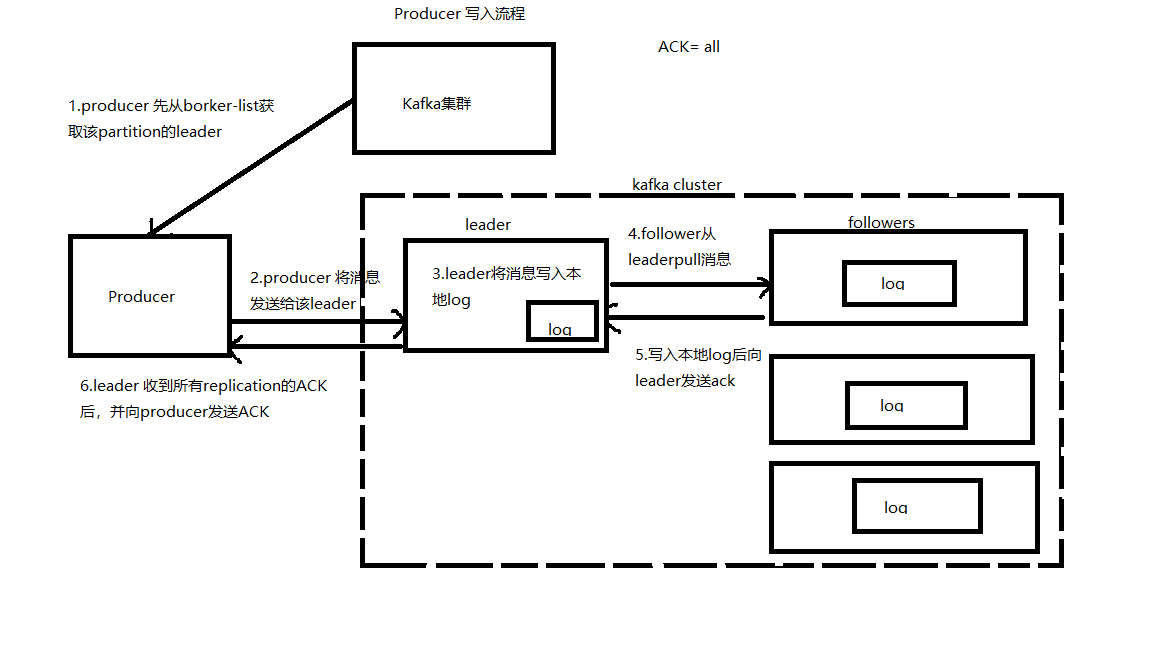 Producer 写入流程
ACK= all
Kafka集群
1.producer 先从borker-list获
取该partition的leader
kafka cluster
leader
followers
4.follower从
leaderpull消息
log
3.leader将消息写入本
地log
log
2.producer 将消息
发送给该leader
Producer
5.写入本地log后向
leader发送ack
6.leader 收到所有replication的ACK
后，并向producer发送ACK
log
log